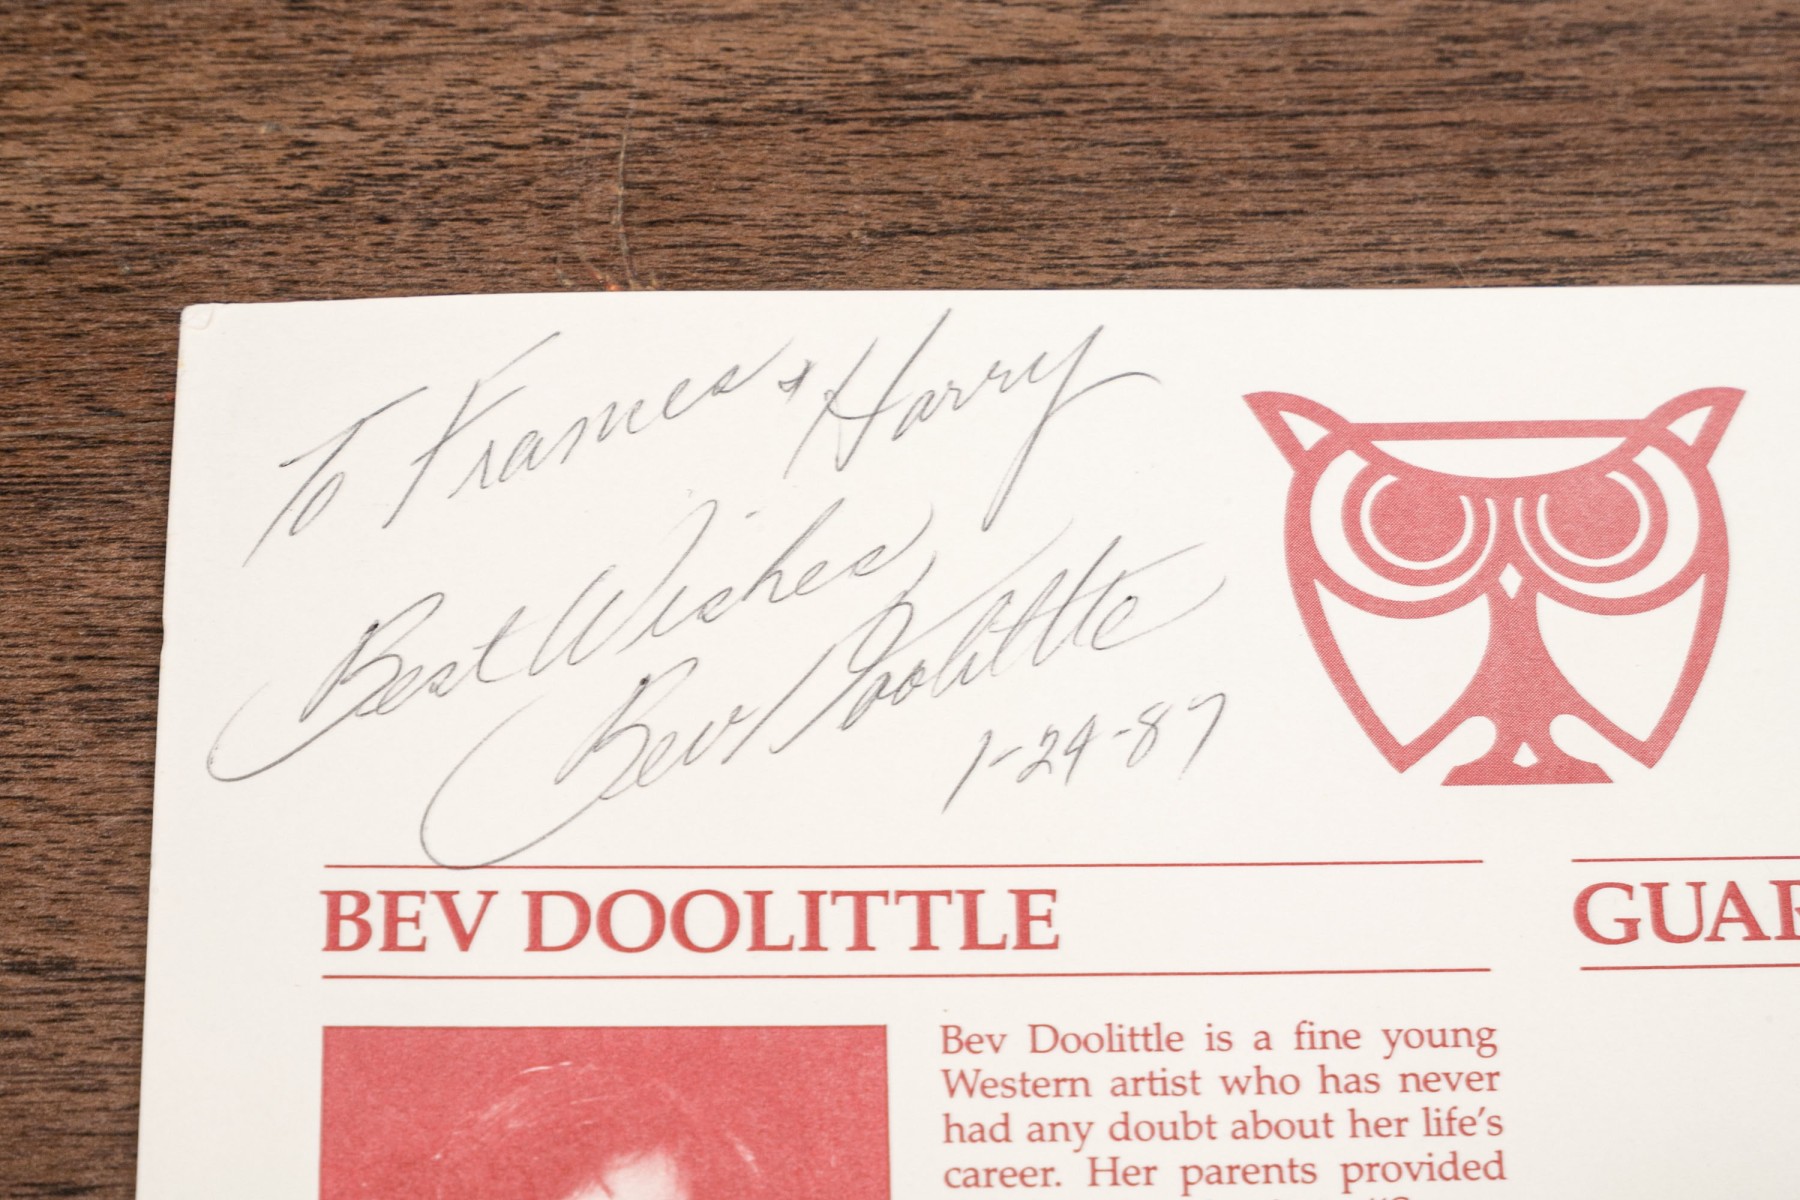 To Frances & Harry
Best Wishes
Bev Doolittle
1-24-87
BEV DOOLITTLE
Bev Doolittle is a fine young
Western artist who has never
had any doubt about her life's
career. Her parents provided
GUAR